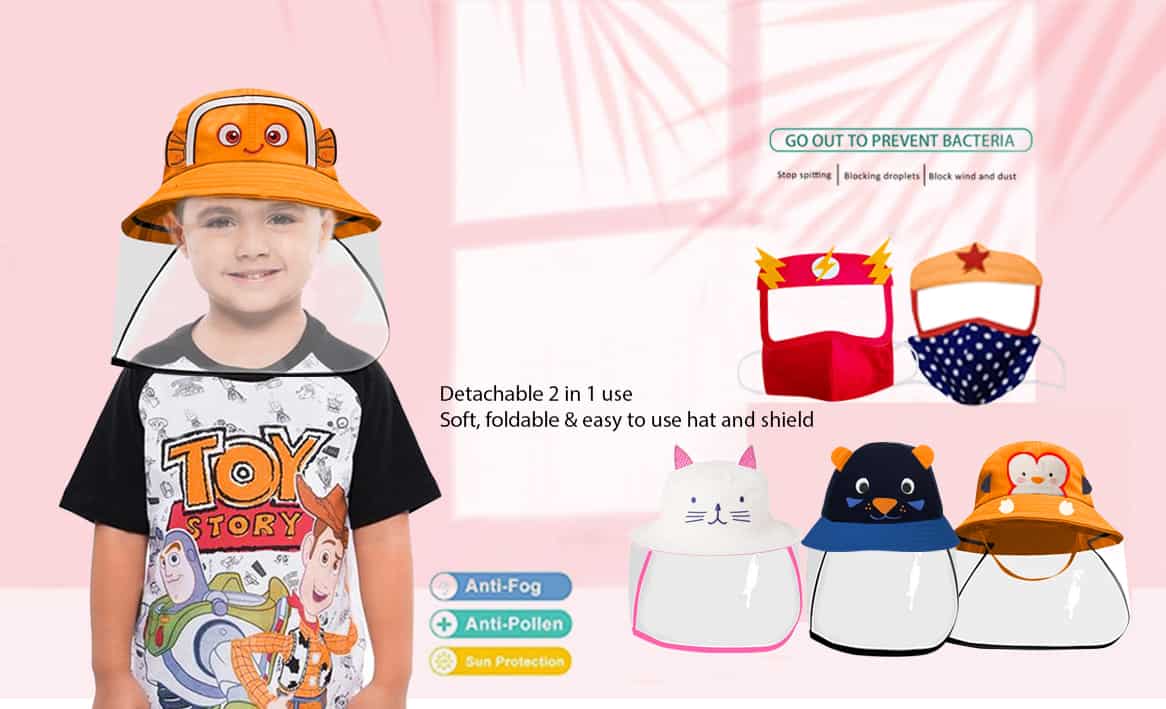 GO OUT TO PREVENT BACTERIA
Stop spitting | Blocking droplets | Block wind and dust
Detachable 2 in 1 use
Soft, foldable & easy to use hat and shield
TOY
STORY
Anti-Fog
Anti-Pollen
Sun Protection